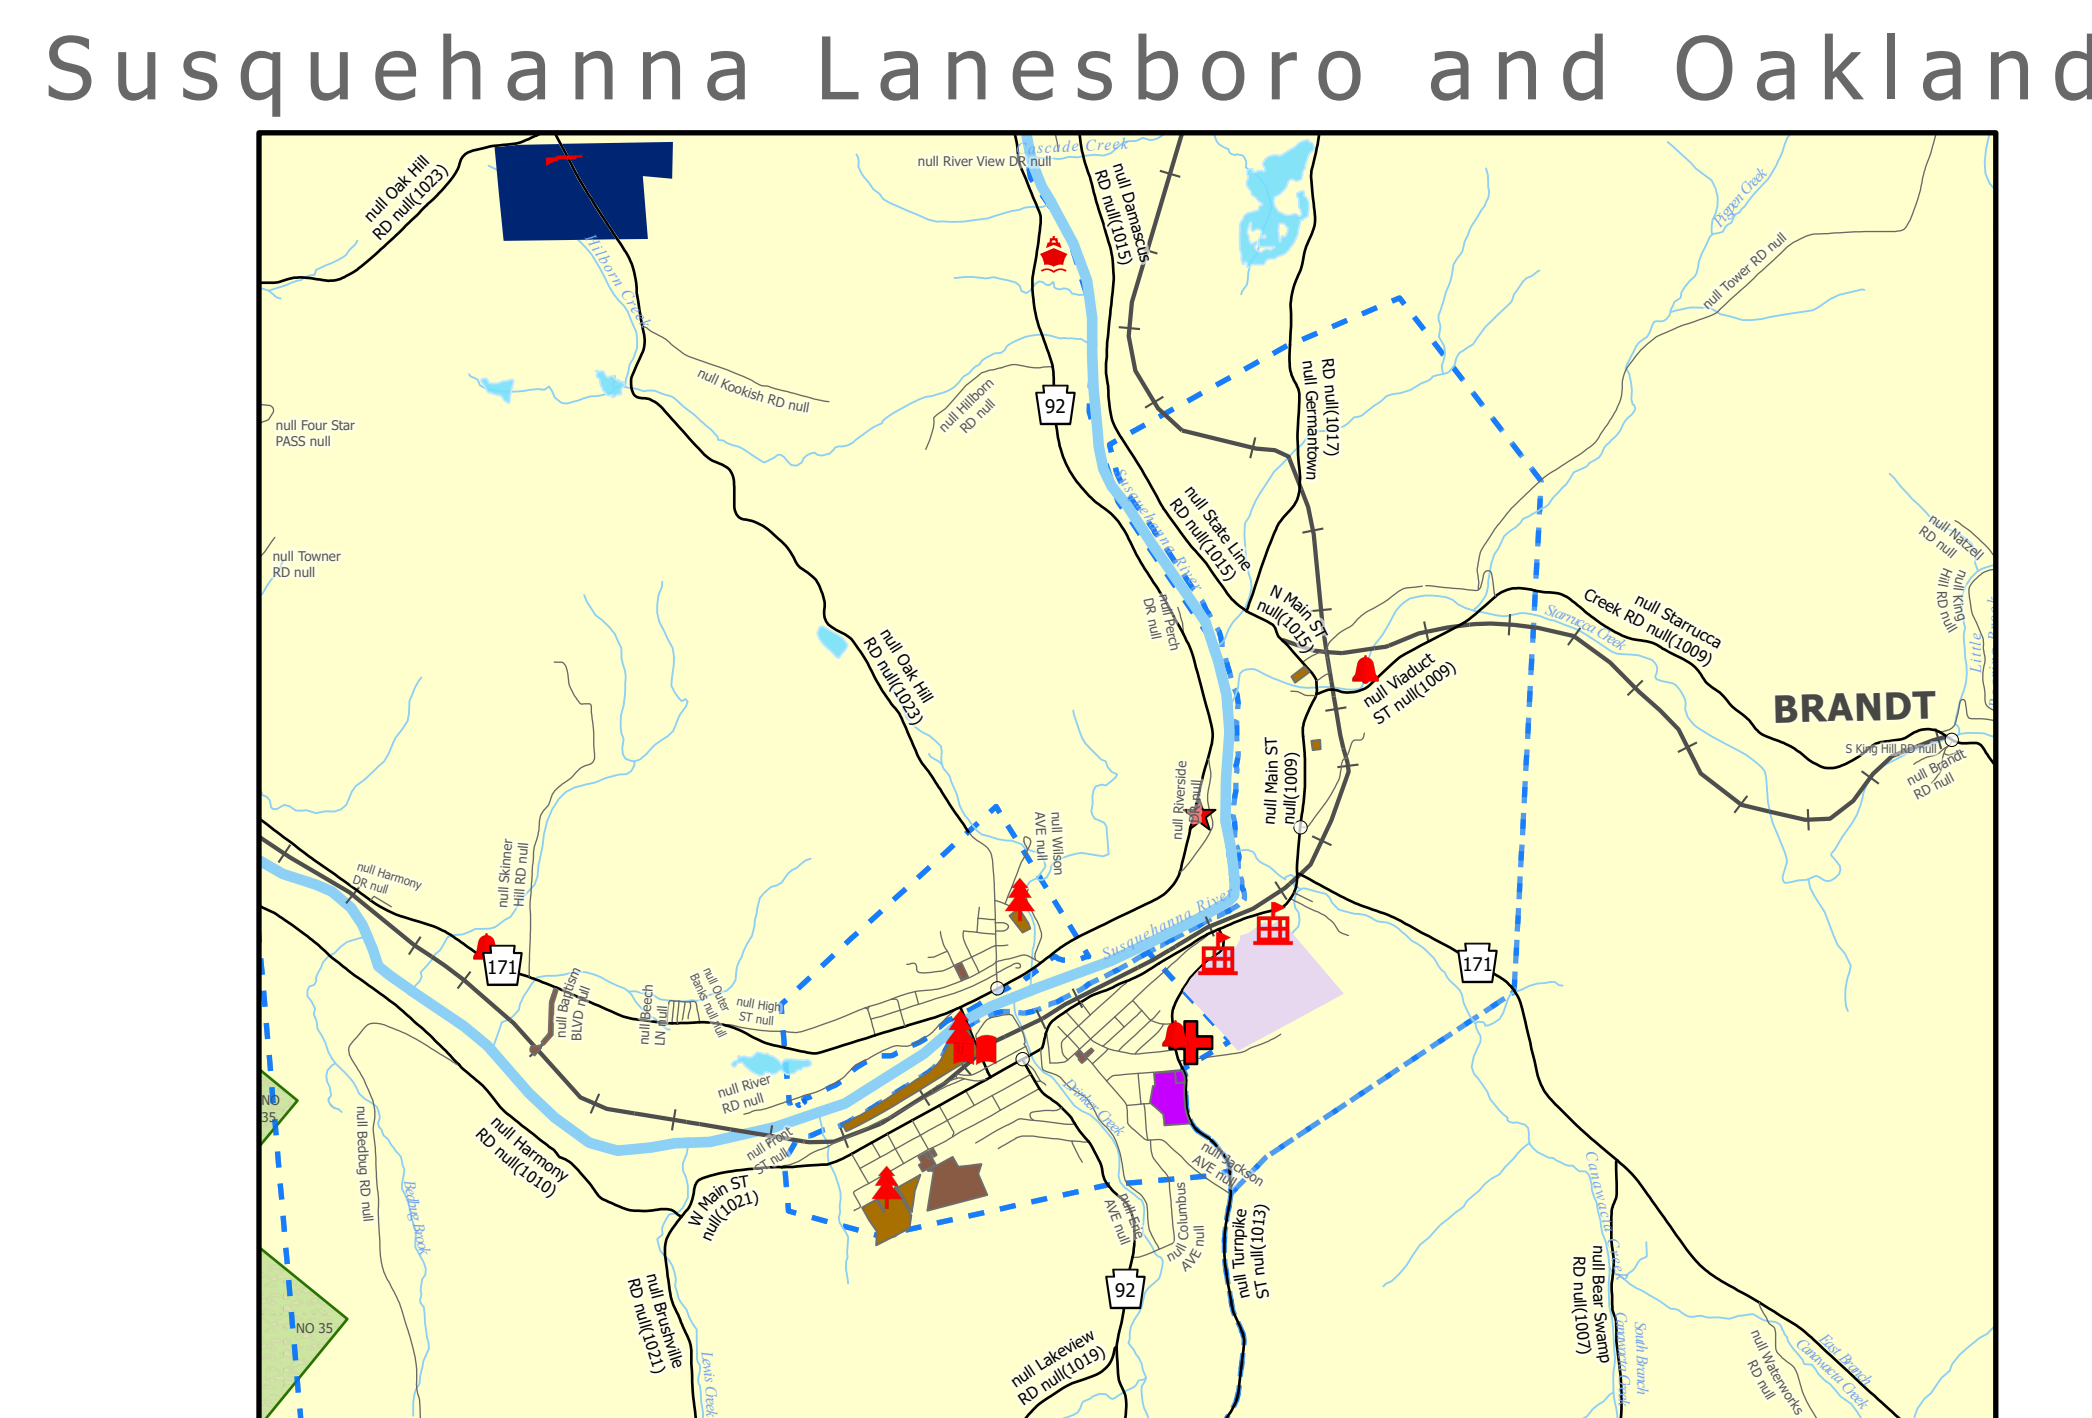 Susquehanna Lanesboro and Oakland
null Oak Hill
RD null(1023)
null River View DR null
Cascade Creek
null Damascus
RD null(1015)
Pigpen Creek
null Tower RD null
Hilborn Creek
null Kookish RD null
null Hillborn
RD null
92
RD null(1017)
null Germantown
null Four Star
PASS null
null Towner
RD null
Susquehanna River
null State Line
RD null(1015)
null Natzell
RD null
null King
Hill RD null
Little
null Perch
DR null
N Main ST
null(1015)
Starrucca Creek
null Starrucca
Creek RD null(1009)
null Oak Hill
RD null(1023)
null Viaduct
ST null(1009)
BRANDT
S King Hill RD null
null Brandt
RD null
null Main ST
null(1009)
null Riverside
DR null
null Wilson
AVE null
null Harmony
DR null
null Skinner
Hill RD null
Susquehanna River
171
171
null Baptism
BLVD null
null Beech
LN null
null Outer
Banks null null
null High
ST null
null River
RD null
NO
35
null Bedbug RD null
Bedbug Brook
null Harmony
RD null(1010)
null Front
ST null
W Main ST
null(1021)
Drinker Creek
null Jackson
AVE null
null Erie
AVE null
null Columbus
AVE null
null Turnpike
ST null(1013)
Canawacta Creek
null Bear Swamp
RD null(1007)
NO 35
null Brushville
RD null(1021)
Lewis Creek
92
null Lakeview
RD null(1019)
South Branch
Canawacta Creek
null Waterworks
RD null
East Branch
Canawacta Creek